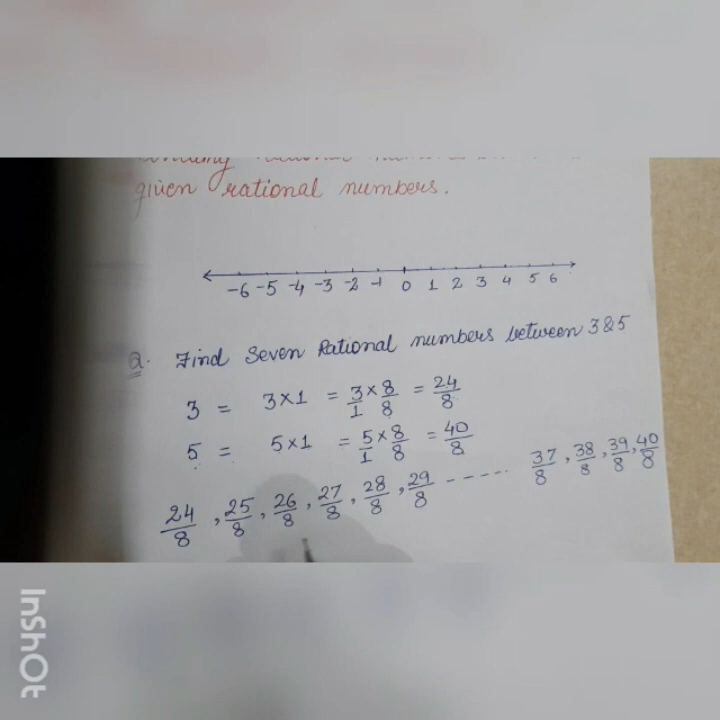 given rational numbers.
-6 -5 -4 -3 -2 -1 0 1 2 3 4 5 6
Q. Find Seven Rational numbers between 3 & 5
3 = 3×1 = 3/1 × 8/8 = 24/8
5 = 5×1 = 5/1 × 8/8 = 40/8
24/8, 25/8, 26/8, 27/8, 28/8, 29/8 ----- 37/8, 38/8, 39/8, 40/8
InShOt